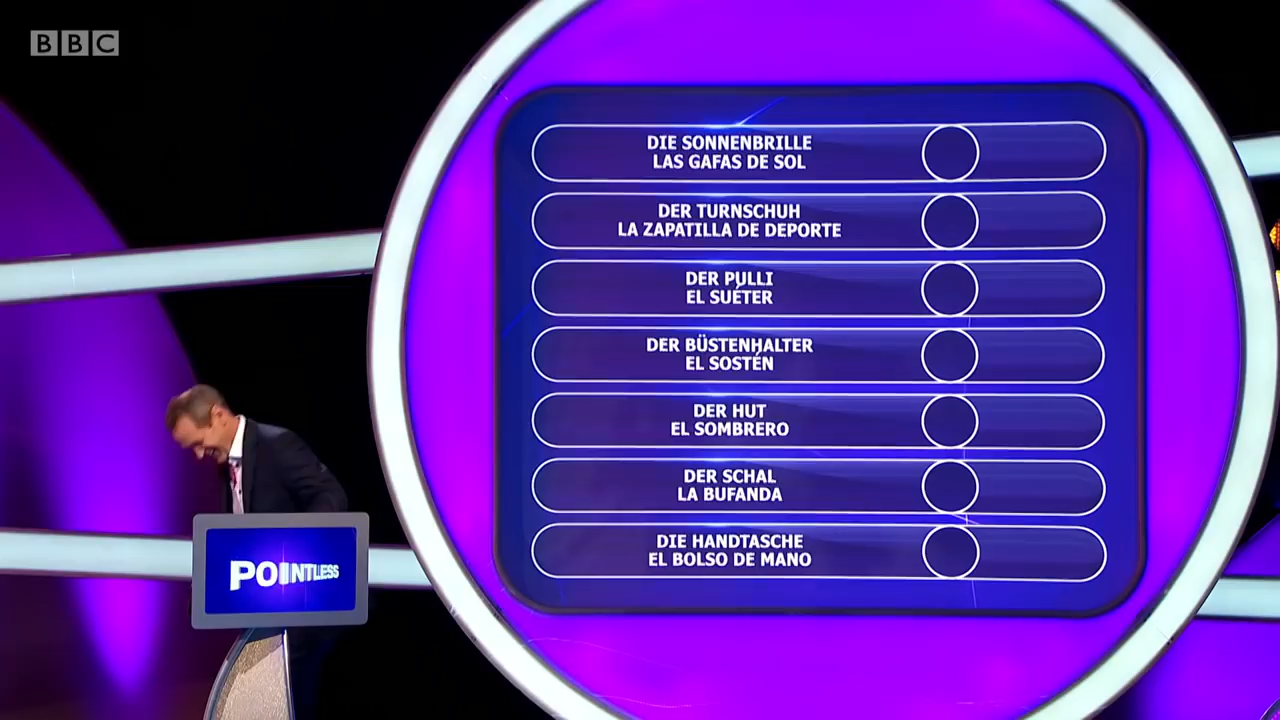 BBC
DIE SONNENBRILLE
LAS GAFAS DE SOL
DER TURNSCHUH
LA ZAPATILLA DE DEPORTE
DER PULLI
EL SUÉTER
DER BÜSTENHALTER
EL SOSTÉN
DER HUT
EL SOMBRERO
DER SCHAL
LA BUFANDA
DIE HANDTASCHE
EL BOLSO DE MANO
POINTLESS